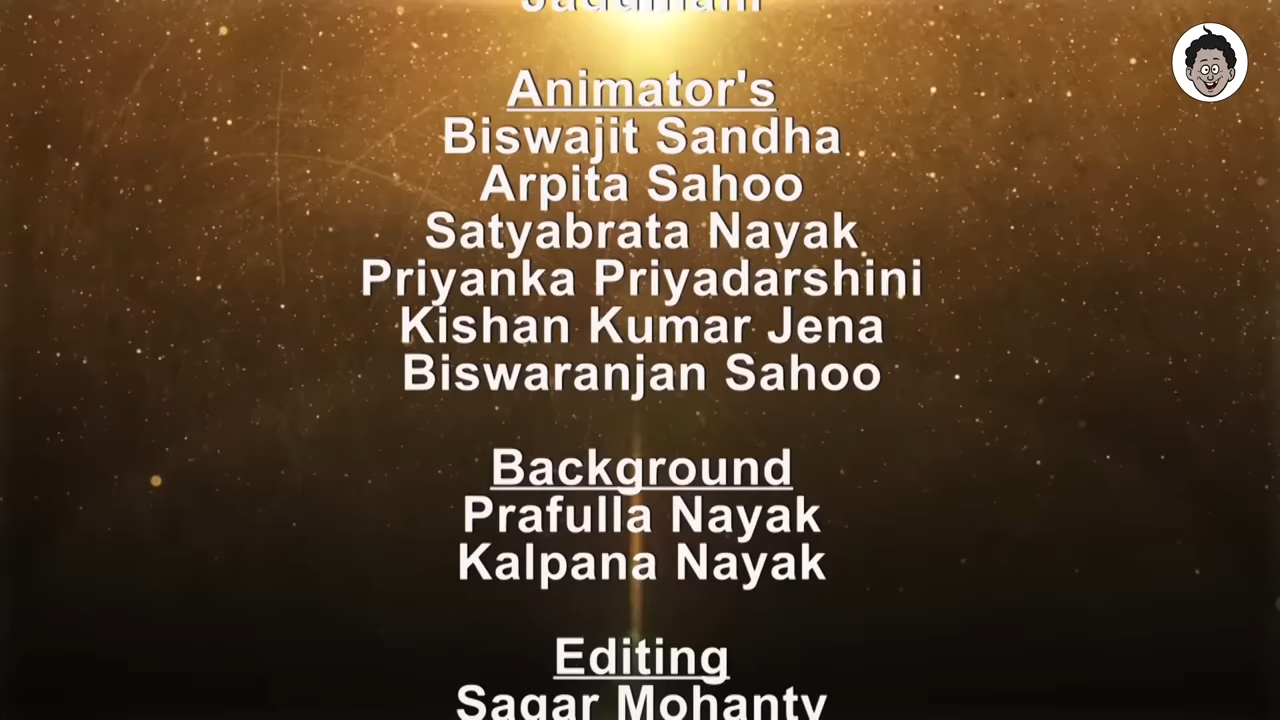 Jadumani
Animator's
Biswajit Sandha
Arpita Sahoo
Satyabrata Nayak
Priyanka Priyadarshini
Kishan Kumar Jena
Biswaranjan Sahoo
Background
Prafulla Nayak
Kalpana Nayak
Editing
Sagar Mohanty